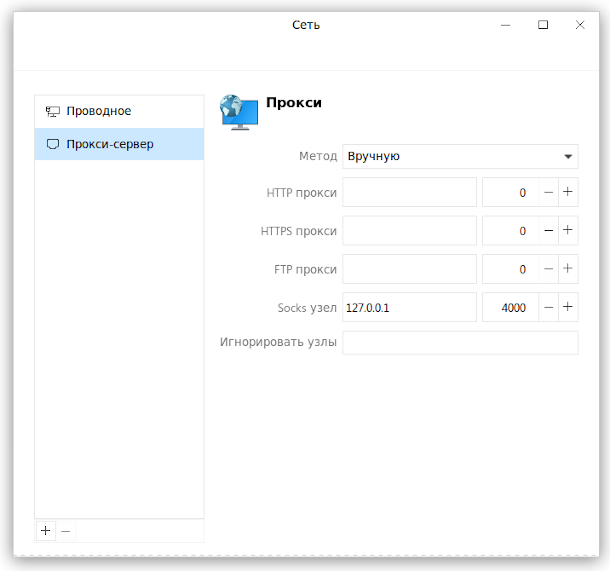 Сеть
Проводное
Прокси-сервер
Прокси
Метод Вручную
HTTP прокси 0 − +
HTTPS прокси 0 − +
FTP прокси 0 − +
Socks узел 127.0.0.1 4000 − +
Игнорировать узлы
+ −